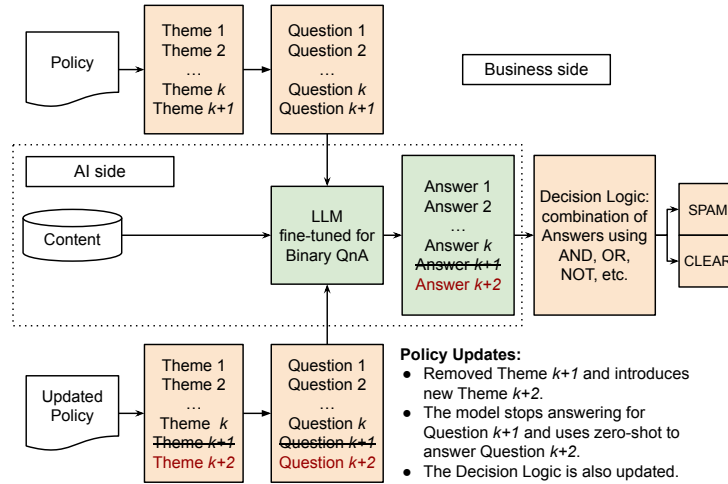 Policy
Theme 1
Theme 2
...
Theme k
Theme k+1
Question 1
Question 2
...
Question k
Question k+1
Business side
AI side
Content
LLM
fine-tuned for
Binary QnA
Answer 1
Answer 2
...
Answer k
Answer k+1
Answer k+2
Decision Logic:
combination of
Answers using
AND, OR,
NOT, etc.
SPAM
CLEAR
Updated
Policy
Theme 1
Theme 2
...
Theme k
Theme k+1
Theme k+2
Question 1
Question 2
...
Question k
Question k+1
Question k+2
Policy Updates:
● Removed Theme k+1 and introduces
new Theme k+2.
● The model stops answering for
Question k+1 and uses zero-shot to
answer Question k+2.
● The Decision Logic is also updated.